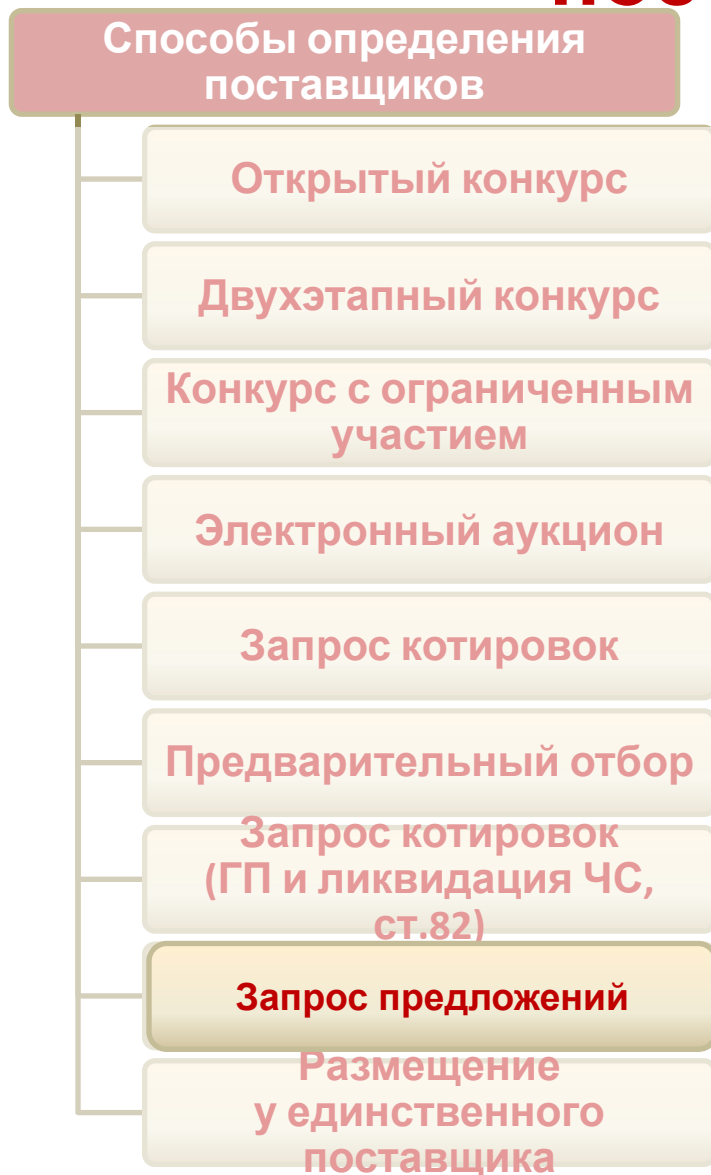 Способы определения
поставщиков
Открытый конкурс
Двухэтапный конкурс
Конкурс с ограниченным
участием
Электронный аукцион
Запрос котировок
Предварительный отбор
Запрос котировок
(ГП и ликвидация ЧС,
ст.82)
Запрос предложений
Размещение
у единственного
поставщика